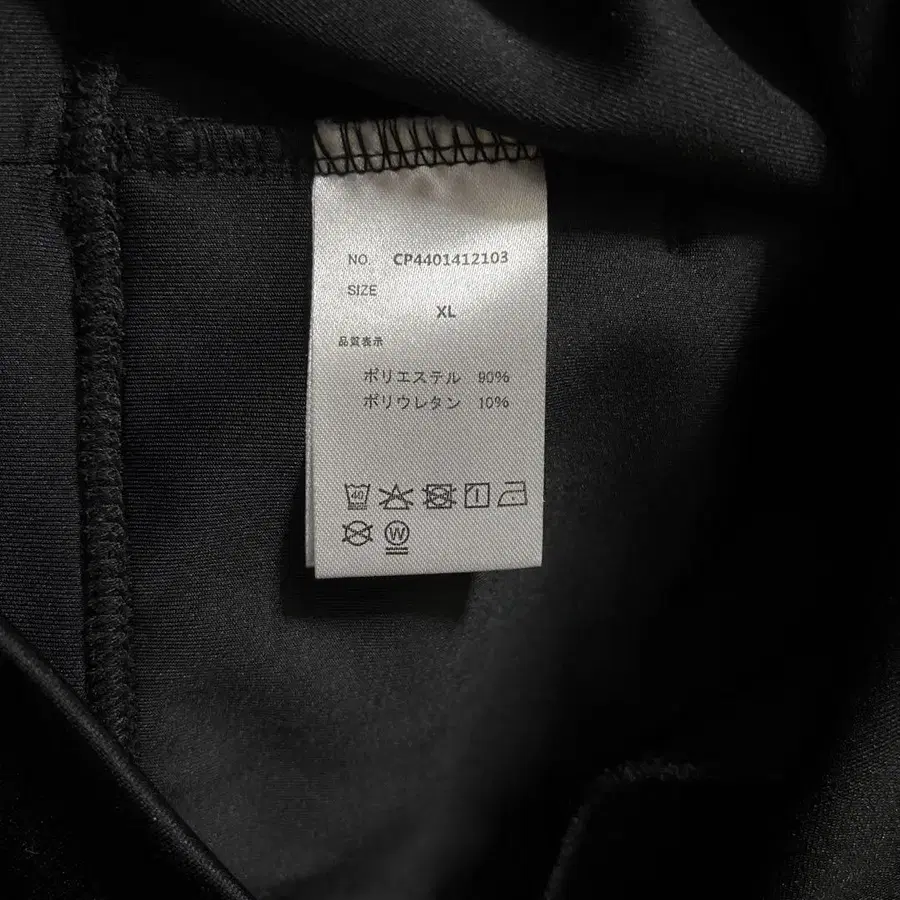 NO. CP4401412103
SIZE
XL
品質表示
ポリエステル 90%
ポリウレタン 10%
40
W